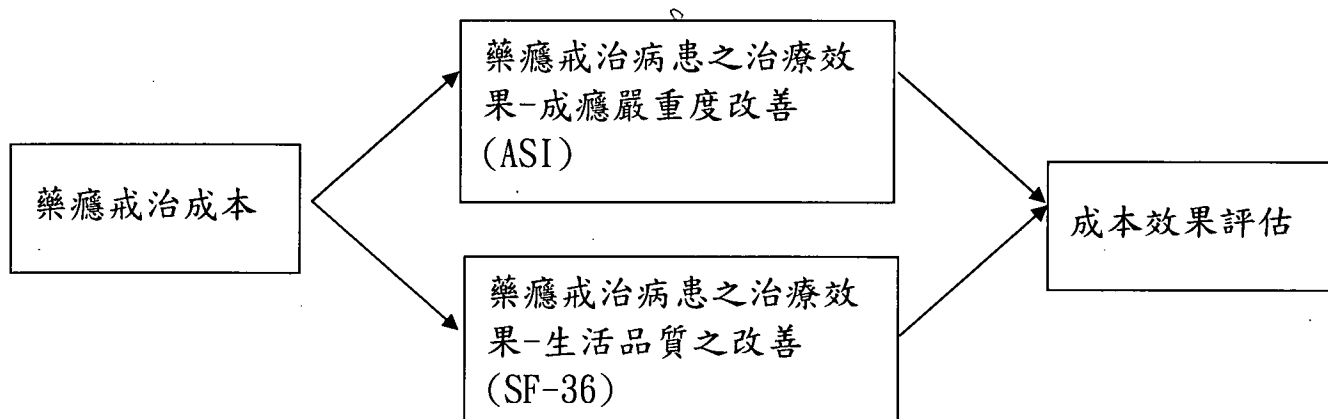 藥癮戒治成本
藥癮戒治病患之治療效
果-成癮嚴重度改善
(ASI)
藥癮戒治病患之治療效
果-生活品質之改善
(SF-36)
成本效果評估